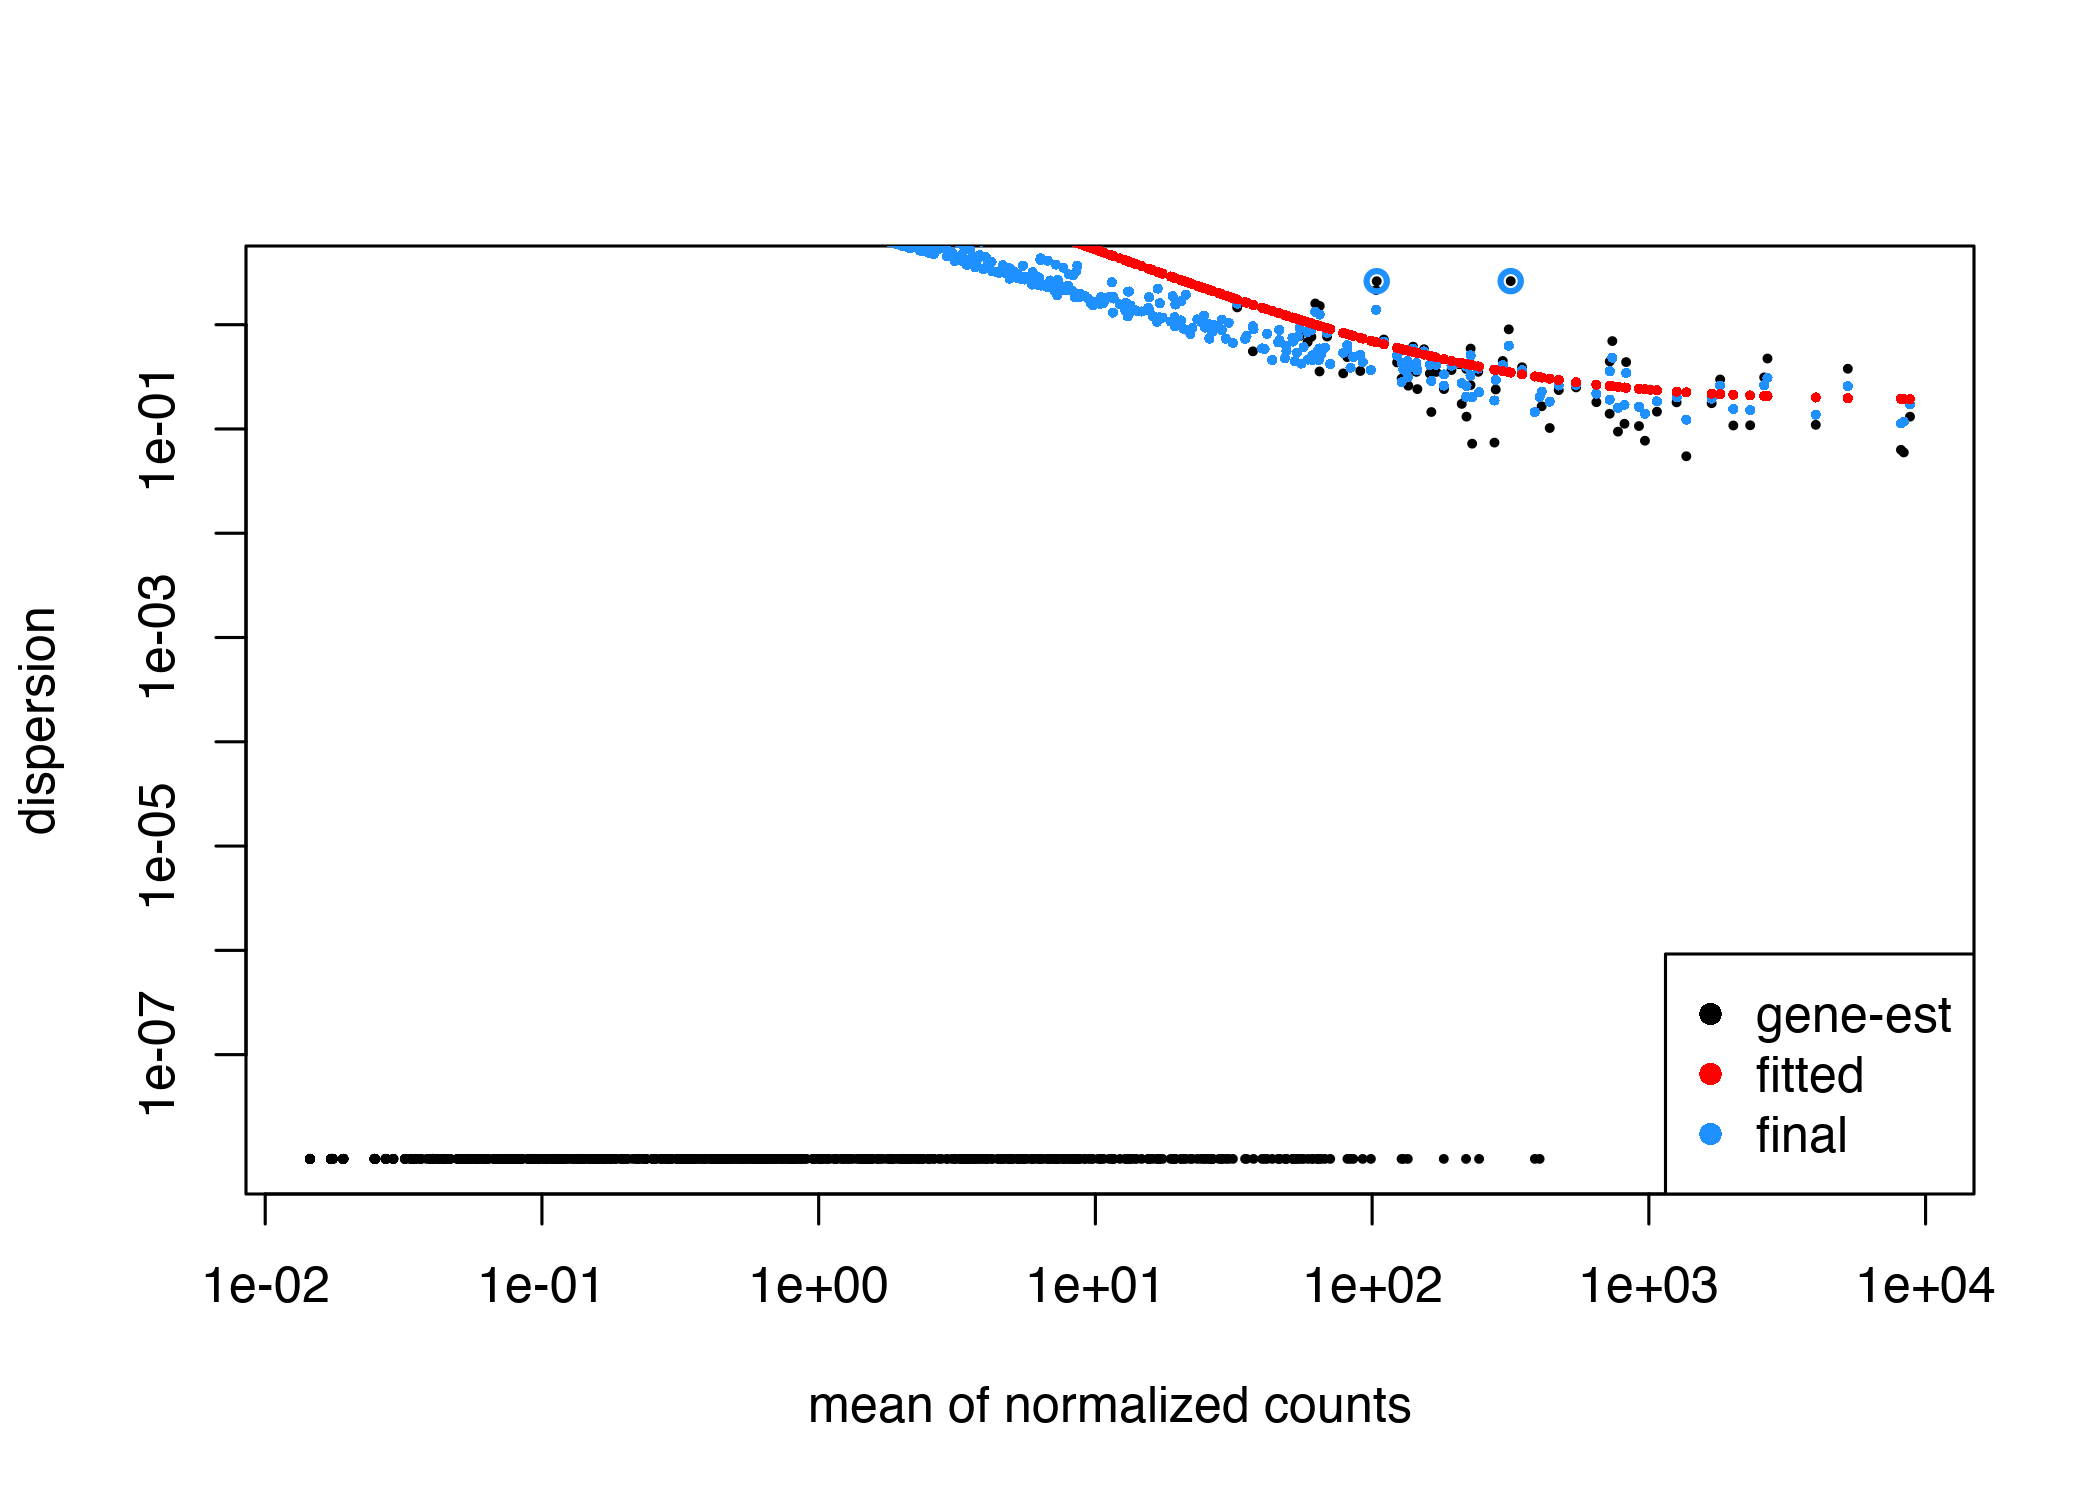 dispersion
1e-01
1e-03
1e-05
1e-07
gene-est
fitted
final
1e-02 1e-01 1e+00 1e+01 1e+02 1e+03 1e+04
mean of normalized counts